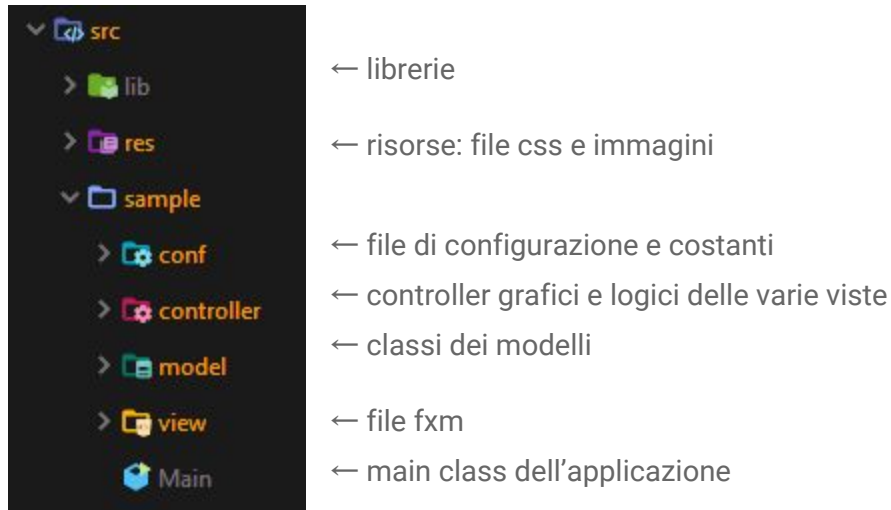 src
lib ← librerie
res ← risorse: file css e immagini
sample
conf ← file di configurazione e costanti
controller ← controller grafici e logici delle varie viste
model ← classi dei modelli
view ← file fxm
Main ← main class dell’applicazione